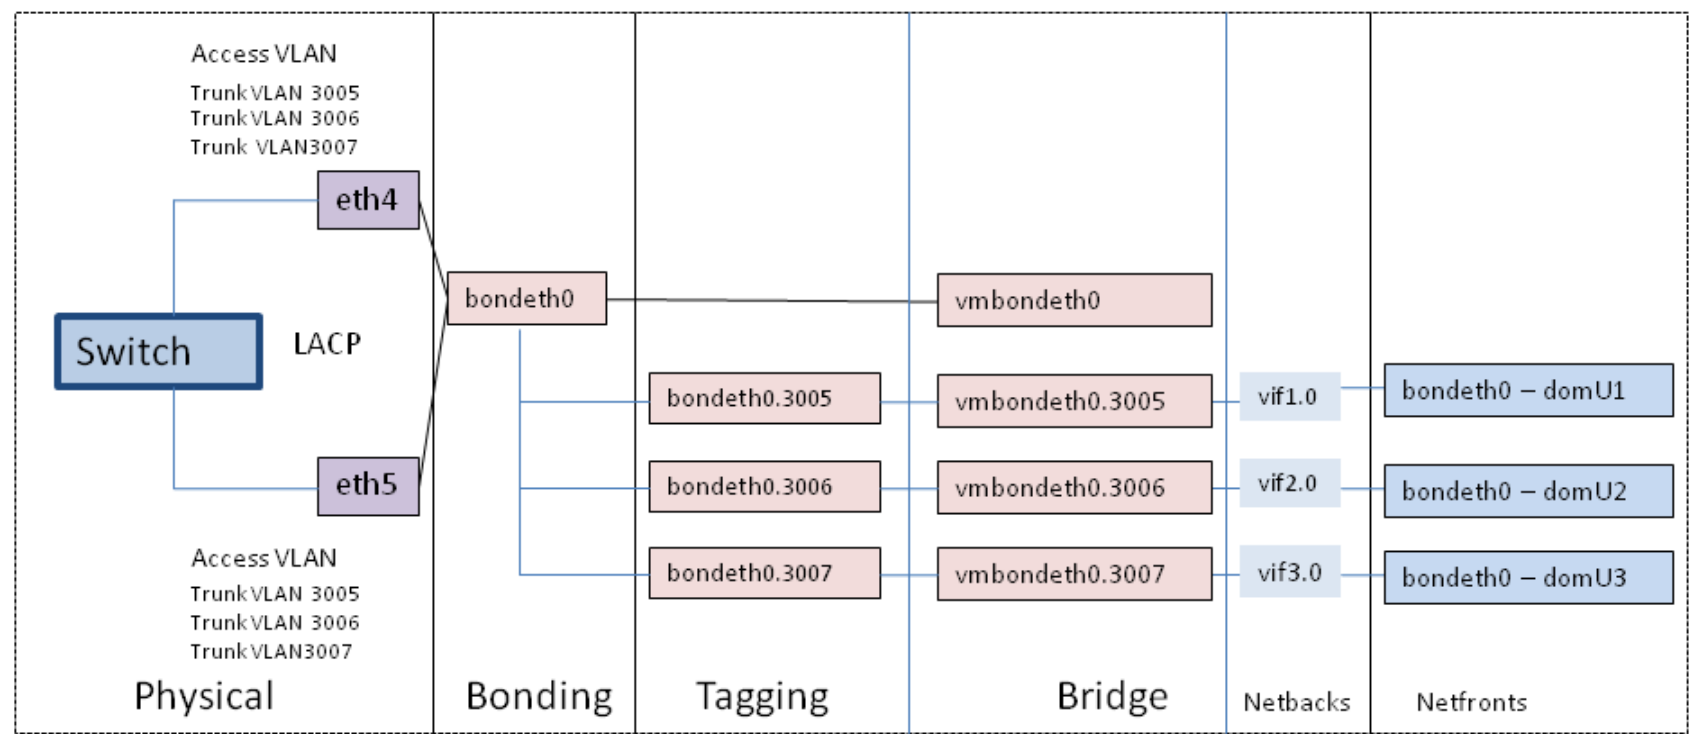 Access VLAN
Trunk VLAN 3005
Trunk VLAN 3006
Trunk VLAN3007
eth4
bondeth0
vmbondeth0
Switch
LACP
bondeth0.3005
vmbondeth0.3005
vif1.0
bondeth0 – domU1
eth5
bondeth0.3006
vmbondeth0.3006
vif2.0
bondeth0 – domU2
bondeth0.3007
vmbondeth0.3007
vif3.0
bondeth0 – domU3
Access VLAN
Trunk VLAN 3005
Trunk VLAN 3006
Trunk VLAN3007
Physical
Bonding
Tagging
Bridge
Netbacks
Netfronts